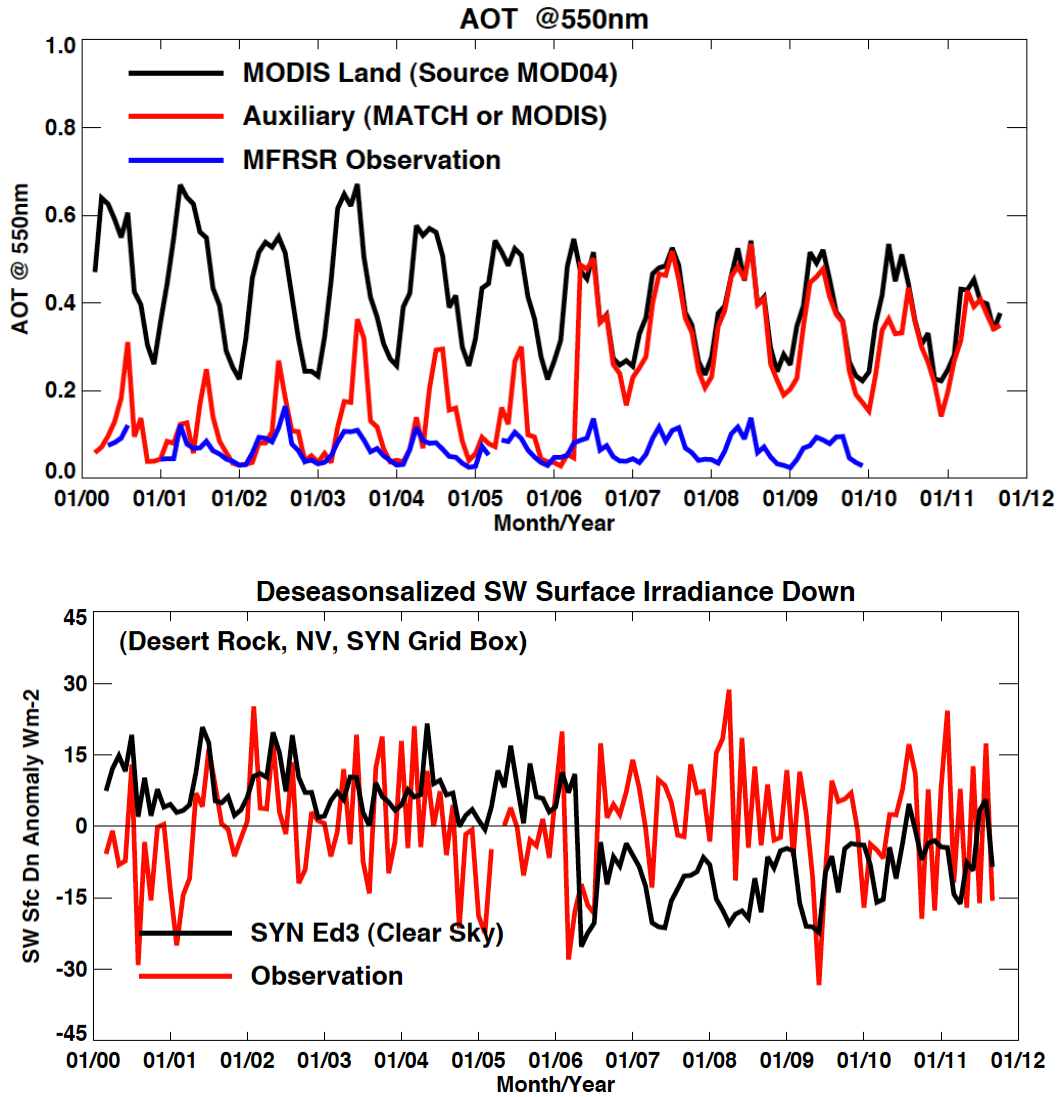 AOT @550nm
1.0
0.8
0.6
0.4
0.2
0.0
AOT @ 550nm
MODIS Land (Source MOD04)
Auxiliary (MATCH or MODIS)
MFRSR Observation
01/00 01/01 01/02 01/03 01/04 01/05 01/06 01/07 01/08 01/09 01/10 01/11 01/12
Month/Year
Deseasonsalized SW Surface Irradiance Down
(Desert Rock, NV, SYN Grid Box)
45
30
15
0
-15
-30
-45
SW Sfc Dn Anomaly Wm-2
SYN Ed3 (Clear Sky)
Observation
01/00 01/01 01/02 01/03 01/04 01/05 01/06 01/07 01/08 01/09 01/10 01/11 01/12
Month/Year